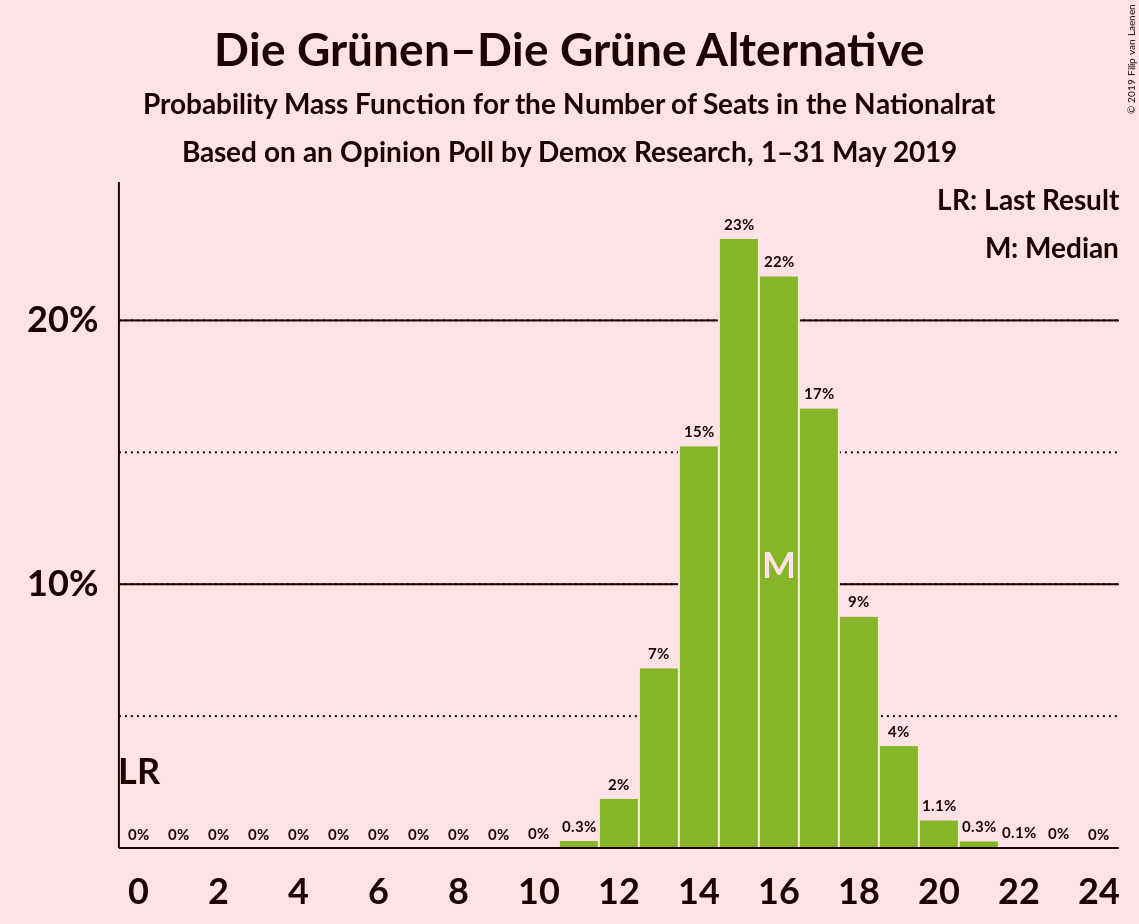 Die Grünen–Die Grüne Alternative
Probability Mass Function for the Number of Seats in the Nationalrat
Based on an Opinion Poll by Demox Research, 1–31 May 2019
© 2019 Filip van Laenen
LR: Last Result
M: Median
20%
10%
23%
22%
17%
15%
M
9%
7%
4%
LR
2%
1.1%
0% 0% 0% 0% 0% 0% 0% 0% 0% 0% 0% 0.3% 0.3% 0.1% 0% 0%
0 2 4 6 8 10 12 14 16 18 20 22 24